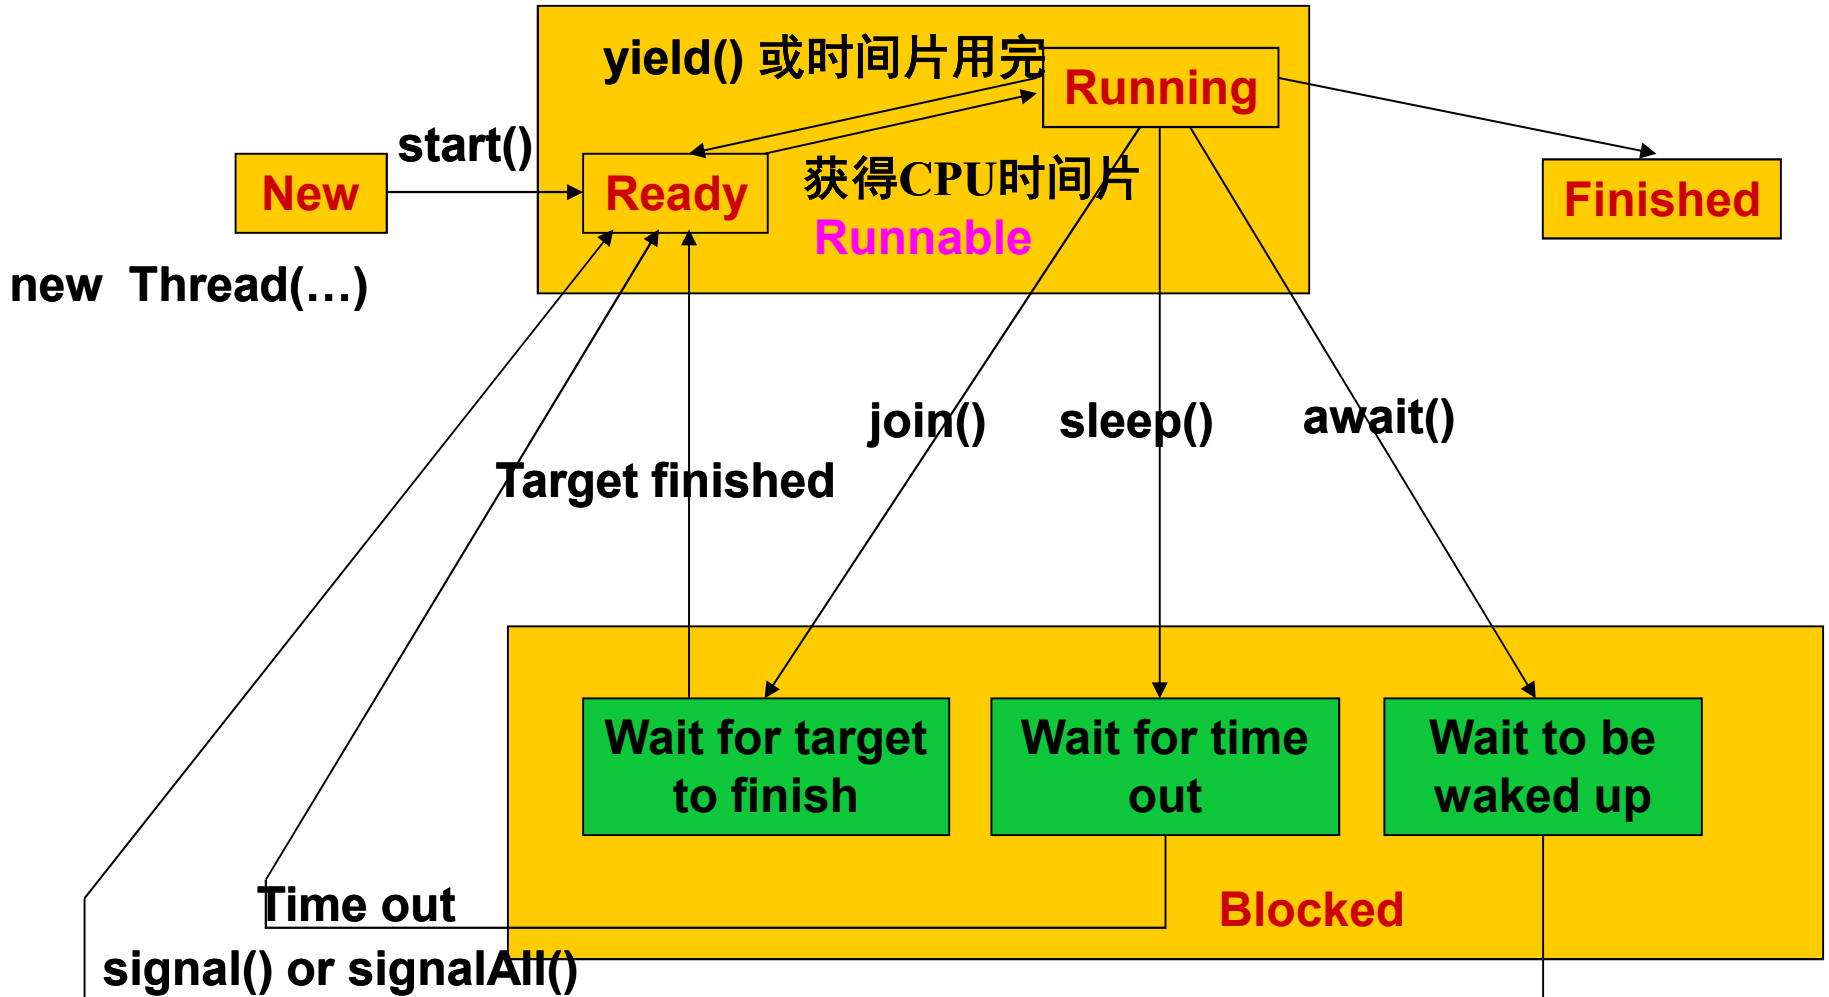 yield() 或时间片用完
Running
start()
New
Ready
获得CPU时间片
Finished
Runnable
new Thread(…)
join()
sleep()
await()
Target finished
Wait for target
to finish
Wait for time
out
Wait to be
waked up
Time out
Blocked
signal() or signalAll()